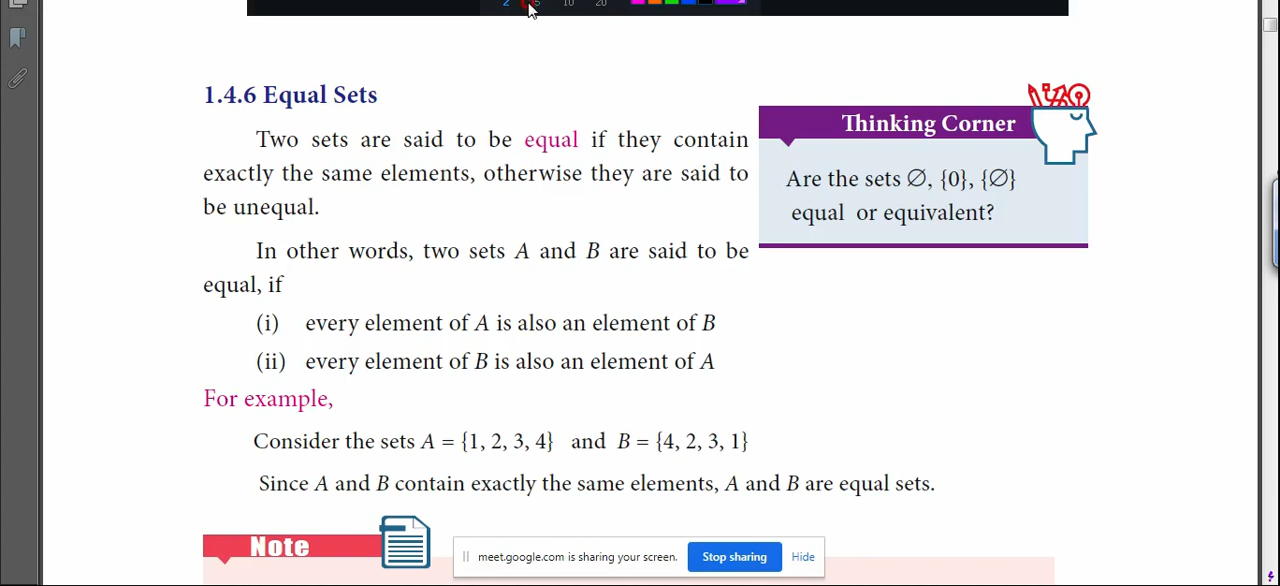 2 5 10 20
1.4.6 Equal Sets
Two sets are said to be equal if they contain
exactly the same elements, otherwise they are said to
be unequal.
Thinking Corner
Are the sets ∅, {0}, {∅}
equal or equivalent?
In other words, two sets A and B are said to be
equal, if
(i) every element of A is also an element of B
(ii) every element of B is also an element of A
For example,
Consider the sets A = {1, 2, 3, 4} and B = {4, 2, 3, 1}
Since A and B contain exactly the same elements, A and B are equal sets.
Note
meet.google.com is sharing your screen. Stop sharing Hide